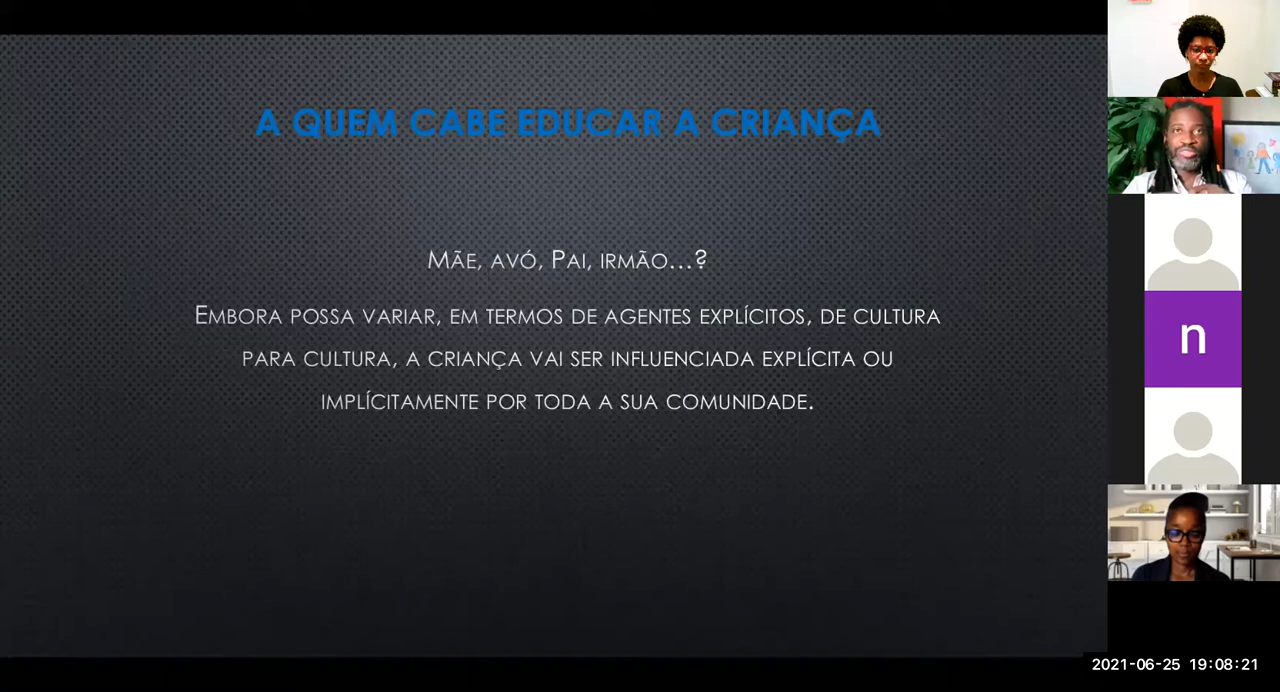 A QUEM CABE EDUCAR A CRIANÇA
MÃE, AVÓ, PAI, IRMÃO...?
EMBORA POSSA VARIAR, EM TERMOS DE AGENTES EXPLÍCITOS, DE CULTURA
PARA CULTURA, A CRIANÇA VAI SER INFLUENCIADA EXPLÍCITA OU
IMPLÍCITAMENTE POR TODA A SUA COMUNIDADE.
n
2021-06-25 19:08:21